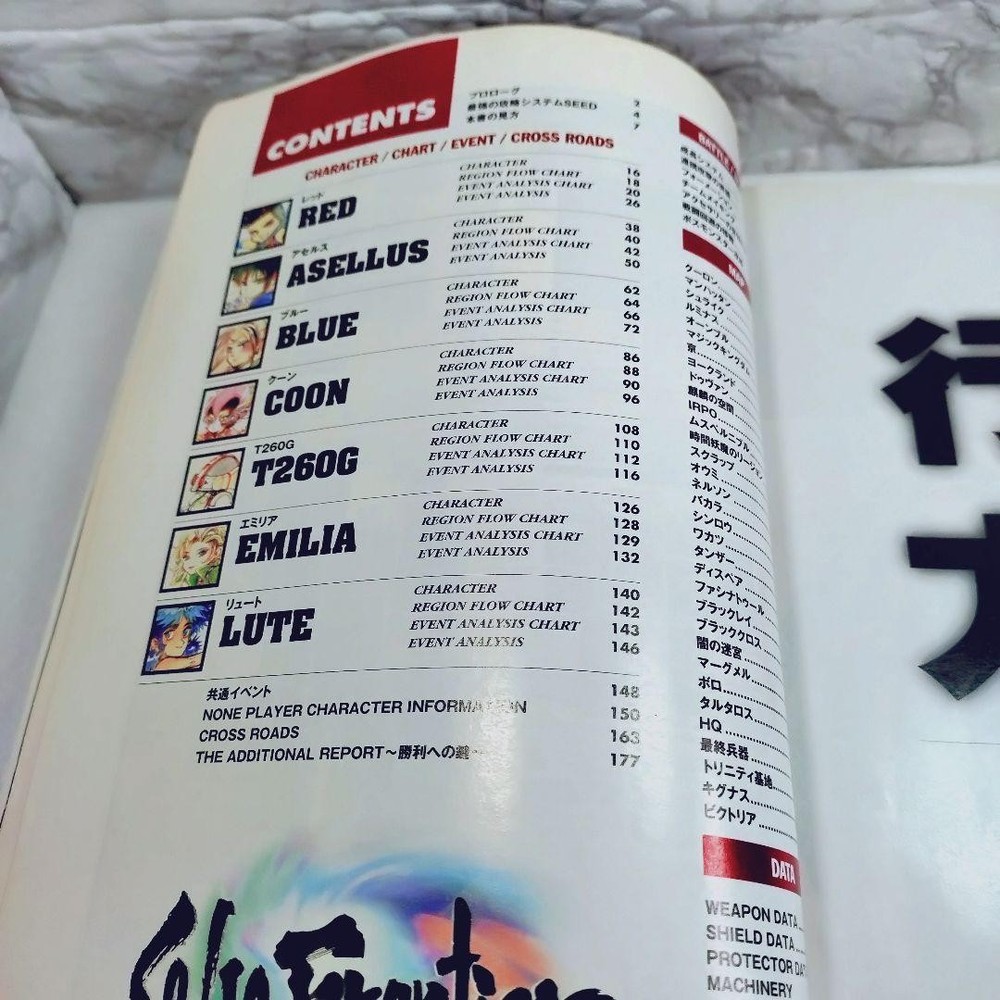 CONTENTS
プロローグ 2
最強の攻略システムSEED 4
本書の見方 7
CHARACTER / CHART / EVENT / CROSS ROADS
レッド
RED
CHARACTER 16
REGION FLOW CHART 18
EVENT ANALYSIS CHART 20
EVENT ANALYSIS 26
アセルス
ASELLUS
CHARACTER 38
REGION FLOW CHART 40
EVENT ANALYSIS CHART 42
EVENT ANALYSIS 50
ブルー
BLUE
CHARACTER 62
REGION FLOW CHART 64
EVENT ANALYSIS CHART 66
EVENT ANALYSIS 72
クーン
COON
CHARACTER 86
REGION FLOW CHART 88
EVENT ANALYSIS CHART 90
EVENT ANALYSIS 96
T260G
T260G
CHARACTER 108
REGION FLOW CHART 110
EVENT ANALYSIS CHART 112
EVENT ANALYSIS 116
エミリア
EMILIA
CHARACTER 126
REGION FLOW CHART 128
EVENT ANALYSIS CHART 129
EVENT ANALYSIS 132
リュート
LUTE
CHARACTER 140
REGION FLOW CHART 142
EVENT ANALYSIS CHART 143
EVENT ANALYSIS 146
共通イベント 148
NONE PLAYER CHARACTER INFORMATION 150
CROSS ROADS 163
THE ADDITIONAL REPORT～勝利への鍵～ 177
SaGa Frontier
BATTLE
MAP
クーロン
マンハッタン
シュライク
ルミナス
オーンブル
マジックキングダム
京
ヨークランド
ドゥヴァン
麒麟の空間
IRPO
ムスペルニブル
時間妖魔のリージョン
スクラップ
オウミ
ネルソン
バカラ
シンロウ
ワカツ
タンザー
ディスペア
ファシナトゥール
ブラックレイ
ブラッククロス
闇の迷宮
マーグメル
ボロ
タルタロス
HQ
最終兵器
トリニティ基地
キグナス
ビクトリア
DATA
WEAPON DATA
SHIELD DATA
PROTECTOR DA
MACHINERY
行